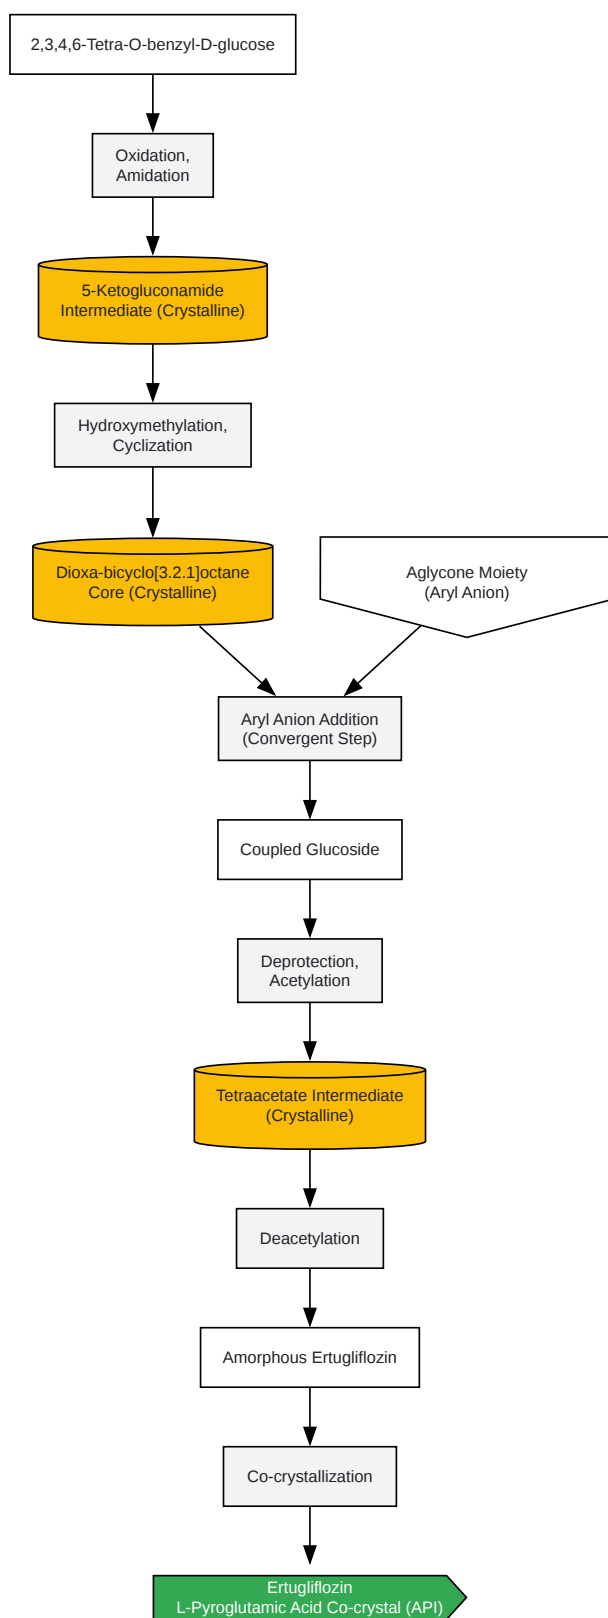 2,3,4,6-Tetra-O-benzyl-D-glucose
Oxidation,
Amidation
5-Ketogluconamide
Intermediate (Crystalline)
Hydroxymethylation,
Cyclization
Dioxa-bicyclo[3.2.1]octane
Core (Crystalline)
Aglycone Moiety
(Aryl Anion)
Aryl Anion Addition
(Convergent Step)
Coupled Glucoside
Deprotection,
Acetylation
Tetraacetate Intermediate
(Crystalline)
Deacetylation
Amorphous Ertugliflozin
Co-crystallization
Ertugliflozin
L-Pyroglutamic Acid Co-crystal (API)